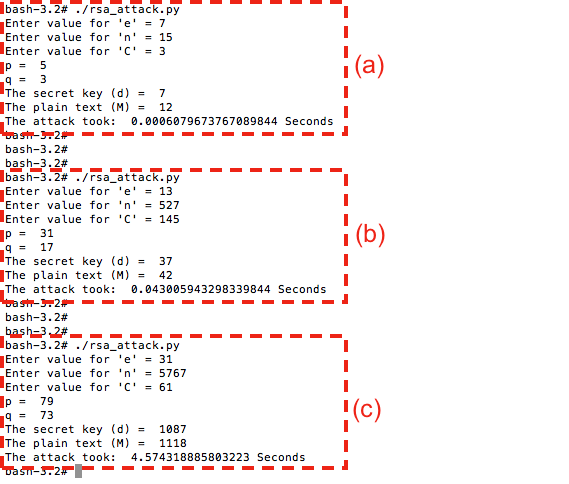 bash-3.2# ./rsa_attack.py
Enter value for 'e' = 7
Enter value for 'n' = 15
Enter value for 'C' = 3
p =  5
q =  3
The secret key (d) =  7
The plain text (M) =  12
The attack took:  0.0006079673767089844 Seconds
(a)
bash-3.2#
bash-3.2#
bash-3.2#
bash-3.2# ./rsa_attack.py
Enter value for 'e' = 13
Enter value for 'n' = 527
Enter value for 'C' = 145
p =  31
q =  17
The secret key (d) =  37
The plain text (M) =  42
The attack took:  0.043005943298339844 Seconds
(b)
bash-3.2#
bash-3.2#
bash-3.2#
bash-3.2# ./rsa_attack.py
Enter value for 'e' = 31
Enter value for 'n' = 5767
Enter value for 'C' = 61
p =  79
q =  73
The secret key (d) =  1087
The plain text (M) =  1118
The attack took:  4.574318885803223 Seconds
(c)
bash-3.2#